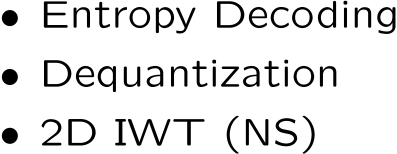 • Entropy Decoding
• Dequantization
• 2D IWT (NS)